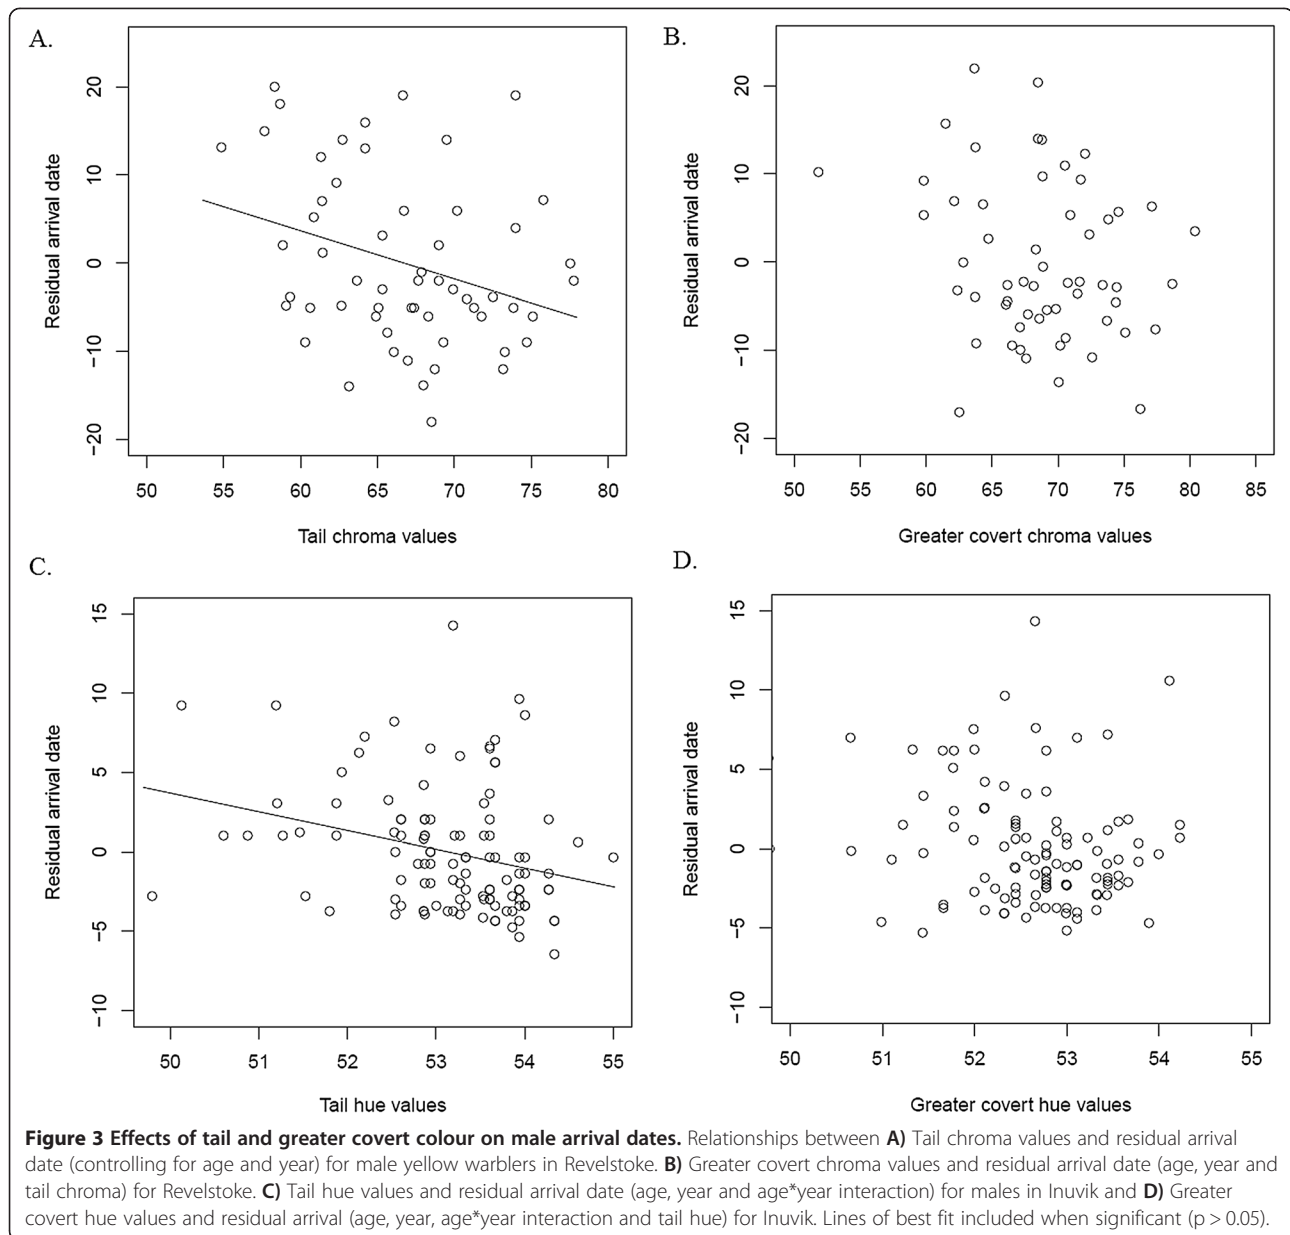 A.
20
10
0
−10
−20
Residual arrival date
50 55 60 65 70 75 80
Tail chroma values
B.
20
10
0
−10
−20
Residual arrival date
50 55 60 65 70 75 80 85
Greater covert chroma values
C.
15
10
5
0
−5
−10
Residual arrival date
50 51 52 53 54 55
Tail hue values
D.
15
10
5
0
−5
−10
Residual arrival date
50 51 52 53 54 55
Greater covert hue values
Figure 3 Effects of tail and greater covert colour on male arrival dates. Relationships between A) Tail chroma values and residual arrival
date (controlling for age and year) for male yellow warblers in Revelstoke. B) Greater covert chroma values and residual arrival date (age, year and
tail chroma) for Revelstoke. C) Tail hue values and residual arrival date (age, year and age*year interaction) for males in Inuvik and D) Greater
covert hue values and residual arrival (age, year, age*year interaction and tail hue) for Inuvik. Lines of best fit included when significant (p > 0.05).